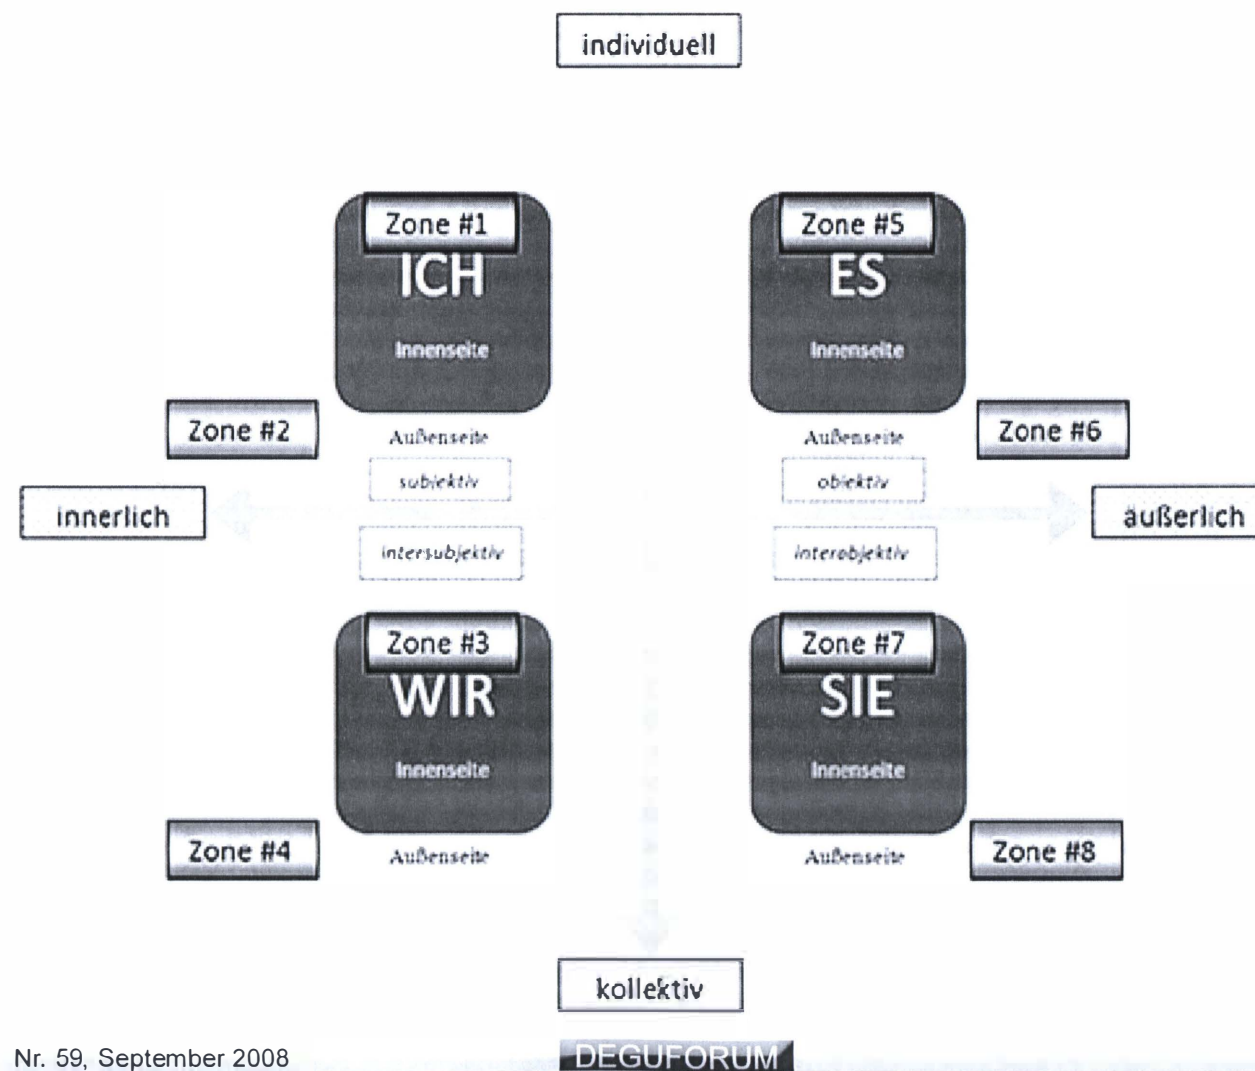 individuell
Zone #1
ICH
Innenseite
Zone #5
ES
Innenseite
Zone #2
Außenseite
Außenseite
Zone #6
subjektiv
objektiv
innerlich
äußerlich
intersubjektiv
interobjektiv
Zone #3
WIR
Innenseite
Zone #7
SIE
Innenseite
Zone #4
Außenseite
Außenseite
Zone #8
kollektiv
Nr. 59, September 2008
DEGUFORUM